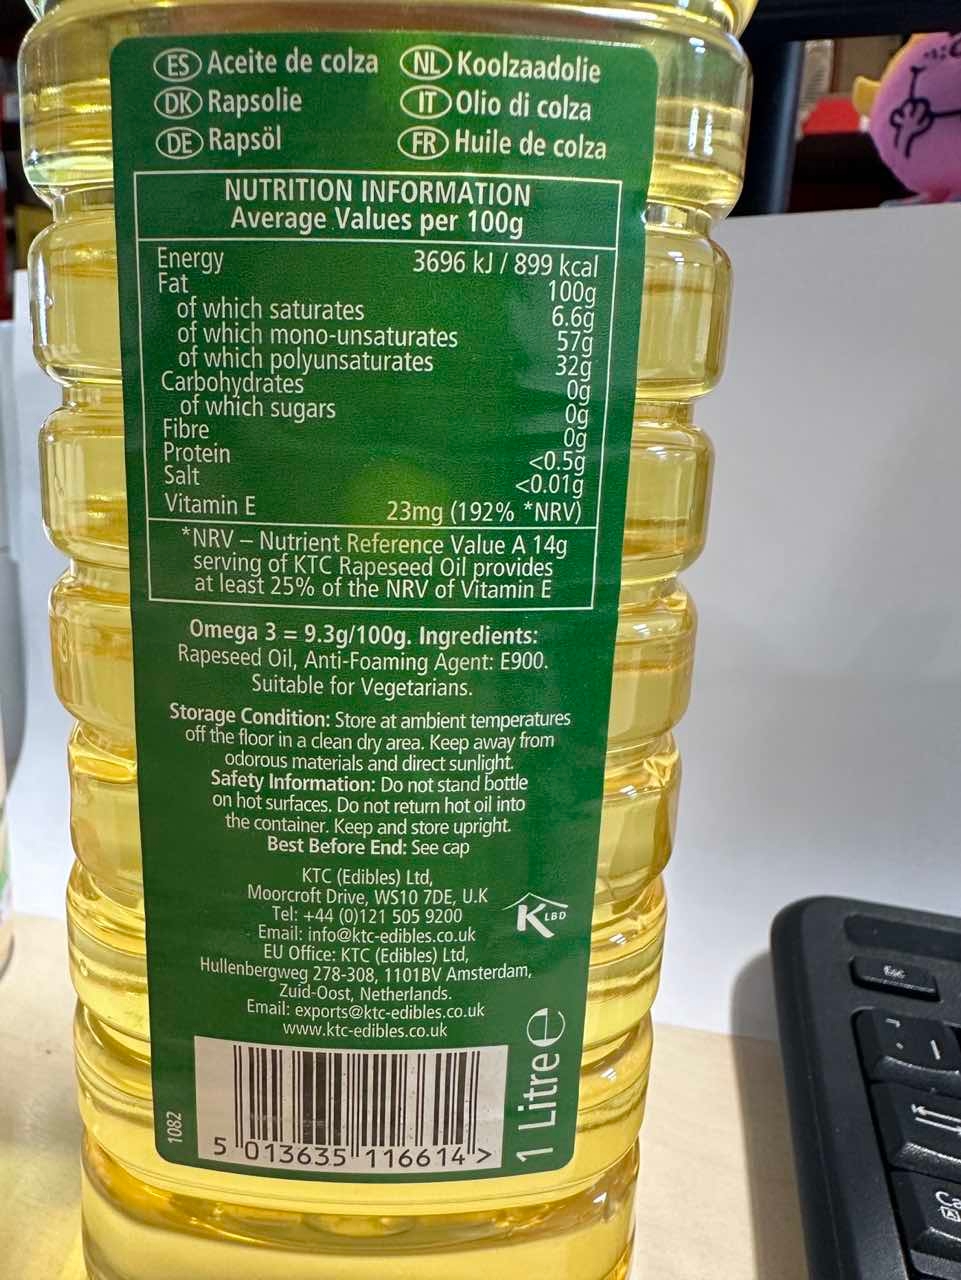 ES Aceite de colza
DK Rapsolie
DE Rapsöl
NL Koolzaadolie
IT Olio di colza
FR Huile de colza
NUTRITION INFORMATION
Average Values per 100g
Energy 3696 kJ / 899 kcal
Fat 100g
of which saturates 6.6g
of which mono-unsaturates 57g
of which polyunsaturates 32g
Carbohydrates 0g
of which sugars 0g
Fibre 0g
Protein <0.5g
Salt <0.01g
Vitamin E 23mg (192% *NRV)
*NRV – Nutrient Reference Value A 14g
serving of KTC Rapeseed Oil provides
at least 25% of the NRV of Vitamin E
Omega 3 = 9.3g/100g. Ingredients:
Rapeseed Oil, Anti-Foaming Agent: E900.
Suitable for Vegetarians.
Storage Condition: Store at ambient temperatures
off the floor in a clean dry area. Keep away from
odorous materials and direct sunlight.
Safety Information: Do not stand bottle
on hot surfaces. Do not return hot oil into
the container. Keep and store upright.
Best Before End: See cap
KTC (Edibles) Ltd,
Moorcroft Drive, WS10 7DE, U.K
Tel: +44 (0)121 505 9200
Email: info@ktc-edibles.co.uk
EU Office: KTC (Edibles) Ltd,
Hullenbergweg 278-308, 1101BV Amsterdam,
Zuid-Oost, Netherlands.
Email: exports@ktc-edibles.co.uk
www.ktc-edibles.co.uk
K LBD
1 Litre e
1082
5 013635 116614 >
Esc